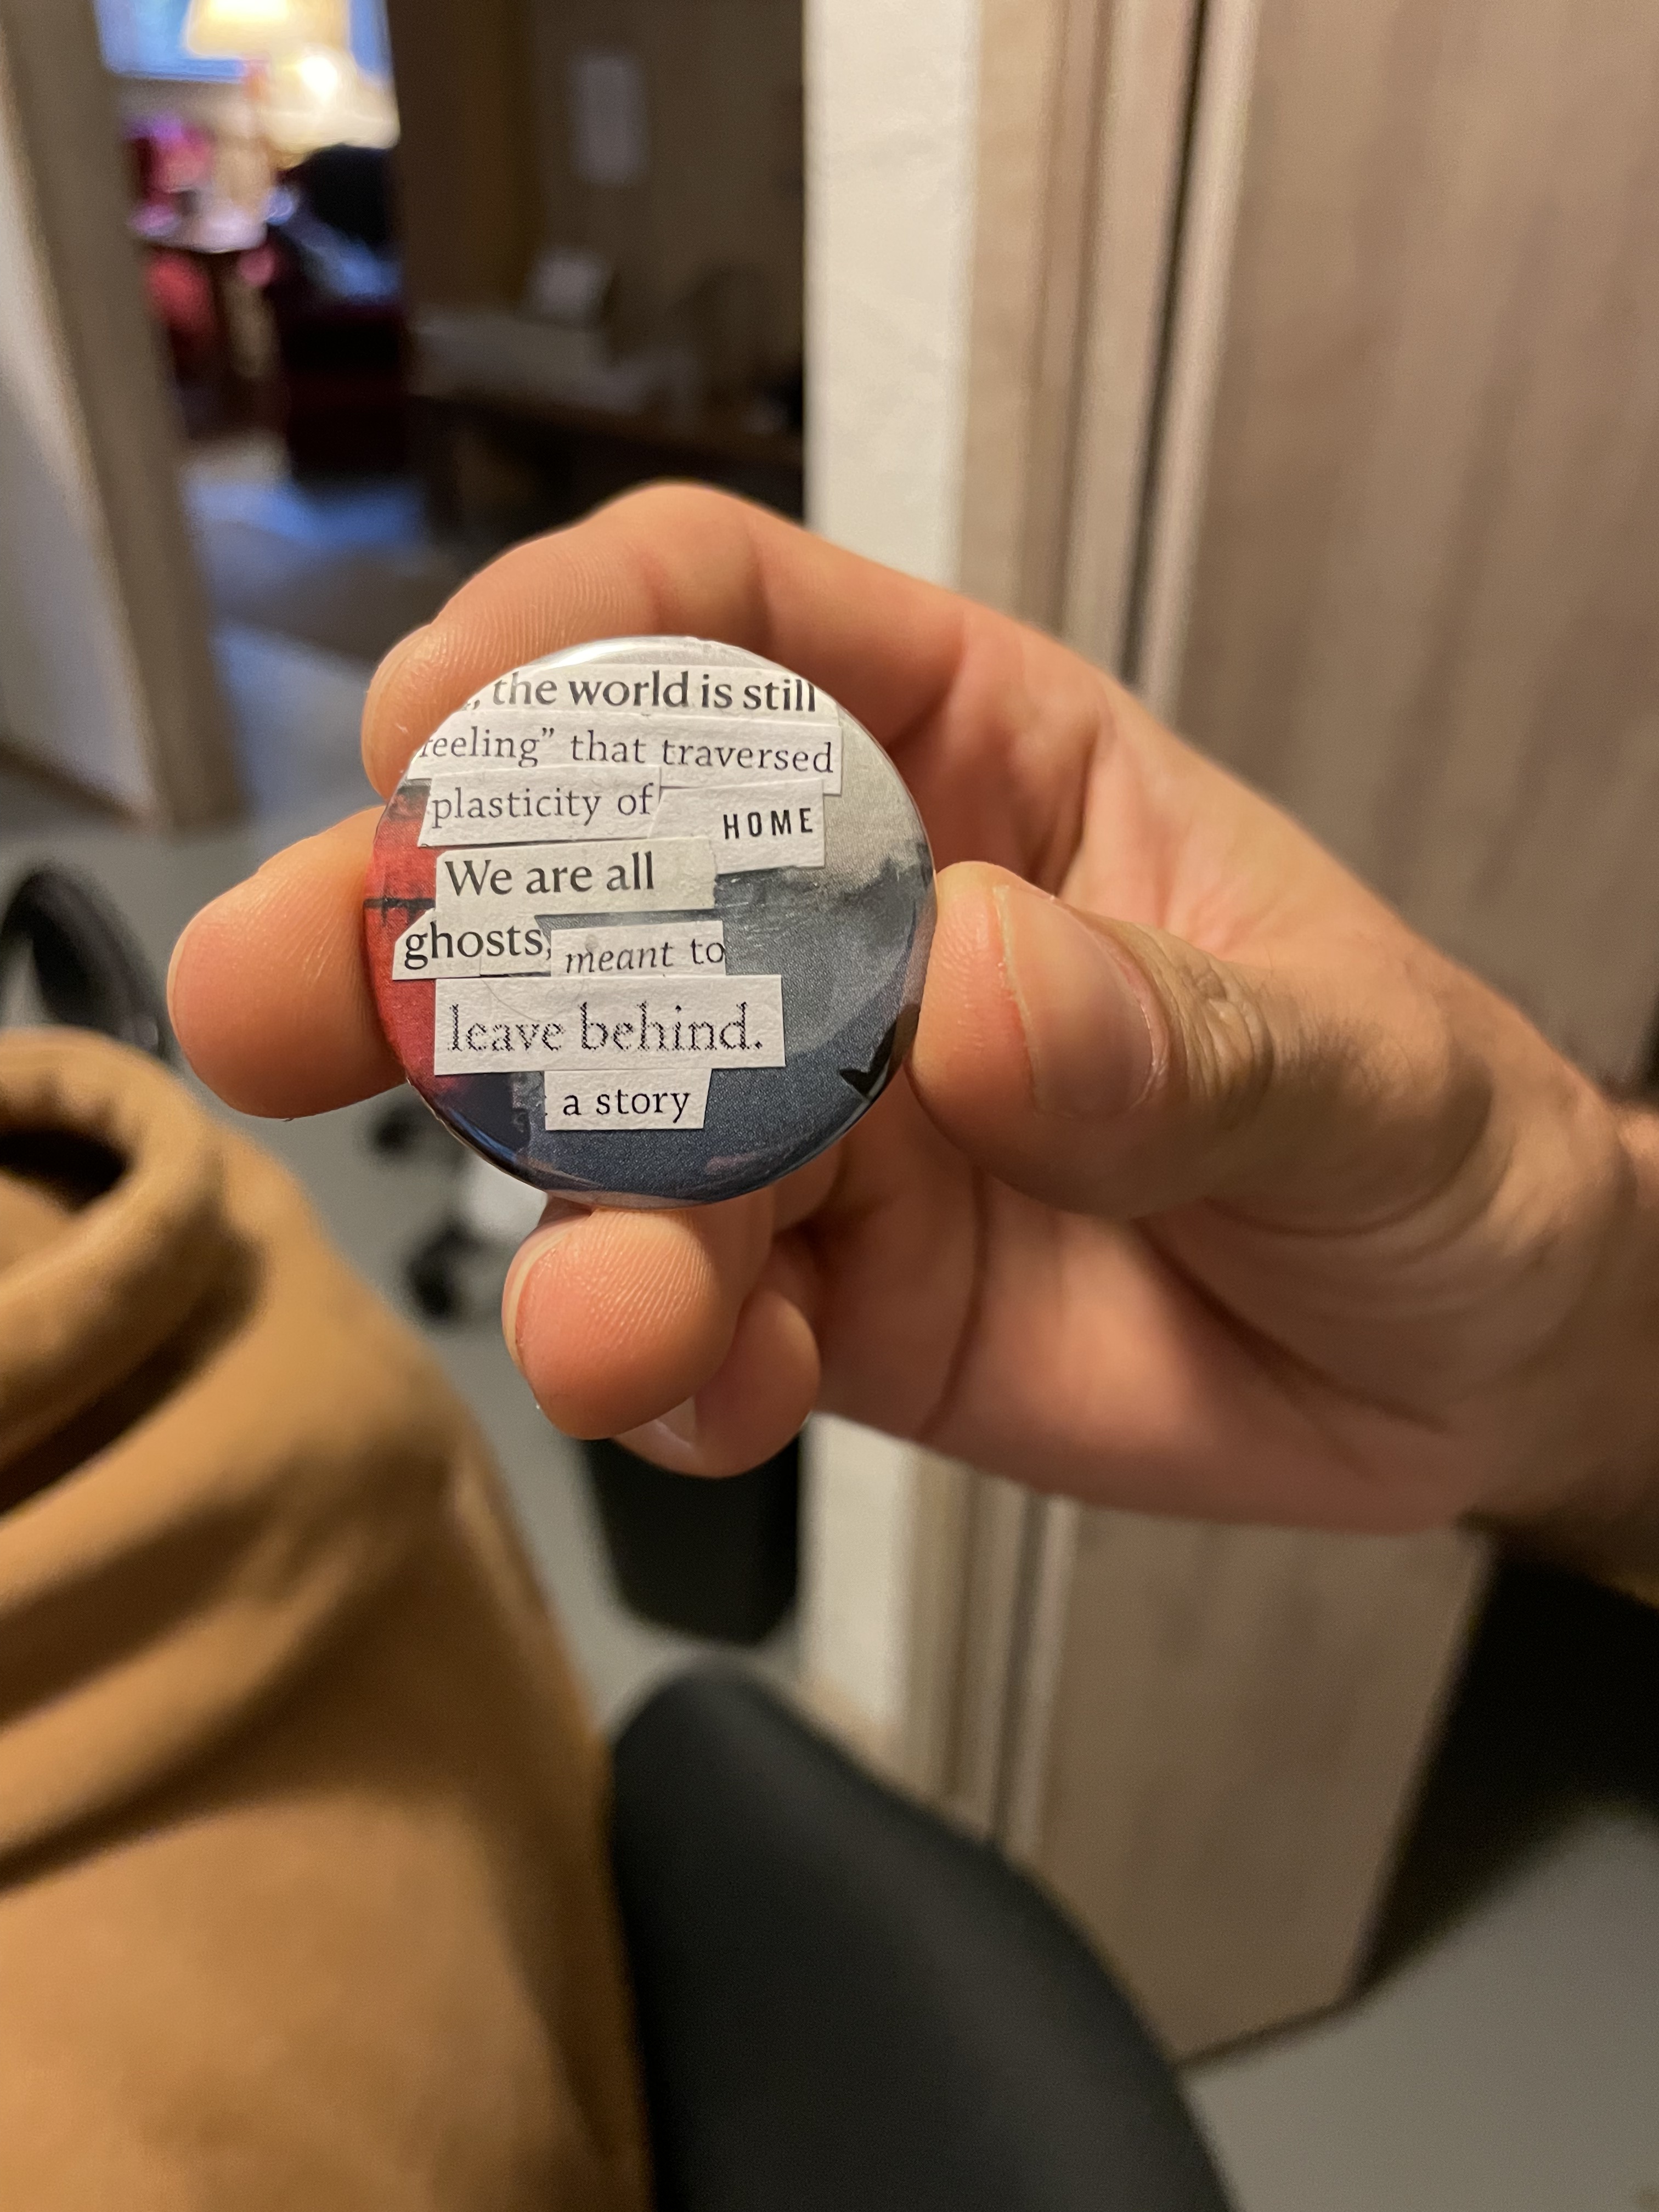 , the world is still
feeling” that traversed
plasticity of HOME
We are all
ghosts, meant to
leave behind.
a story